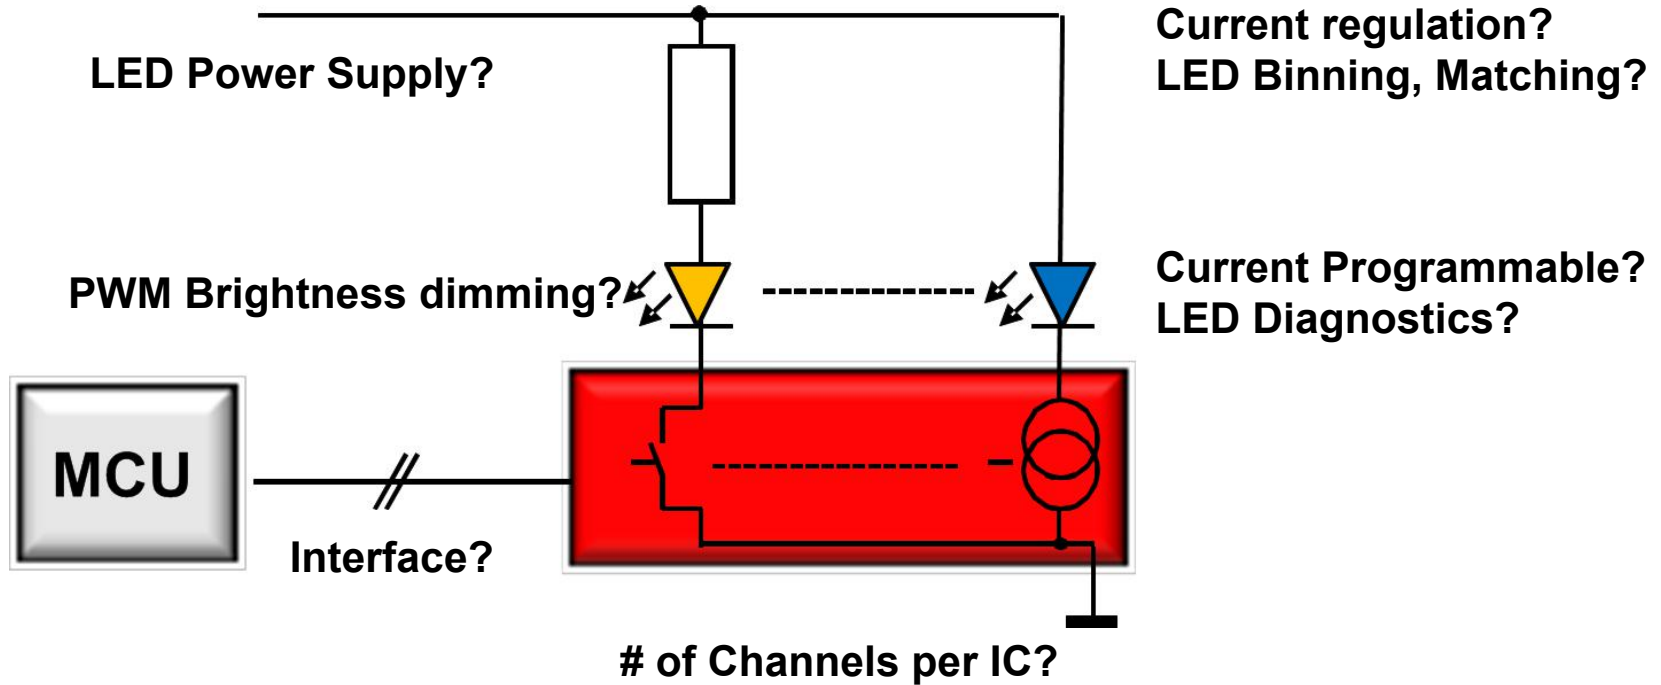 Current regulation?
LED Power Supply?
LED Binning, Matching?
PWM Brightness dimming?
Current Programmable?
LED Diagnostics?
MCU
Interface?
# of Channels per IC?